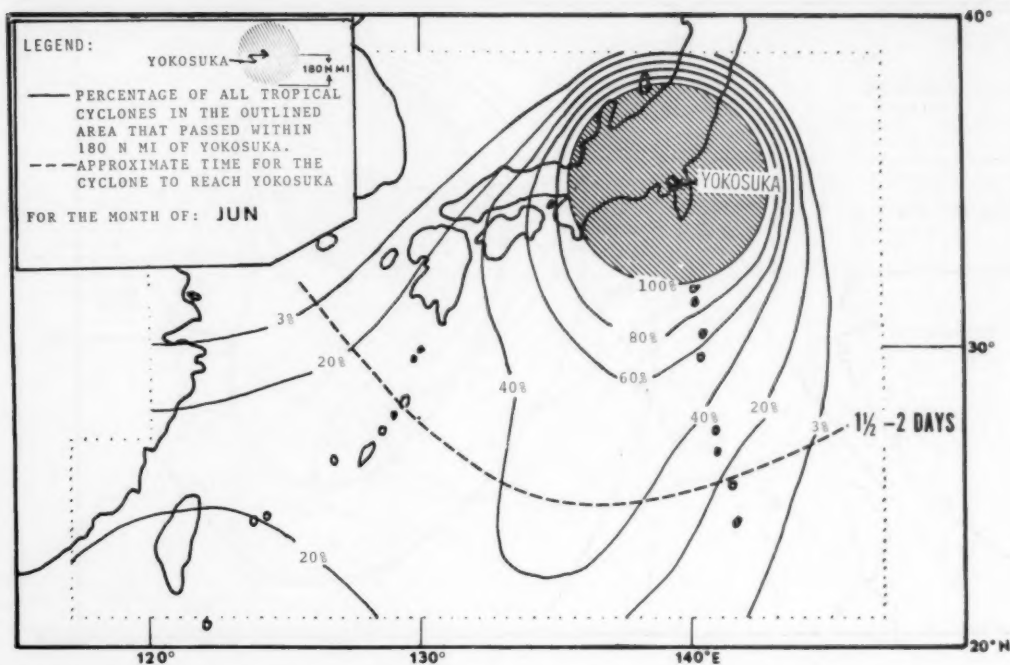 LEGEND:
YOKOSUKA
180 N MI
PERCENTAGE OF ALL TROPICAL
CYCLONES IN THE OUTLINED
AREA THAT PASSED WITHIN
180 N MI OF YOKOSUKA.
APPROXIMATE TIME FOR THE
CYCLONE TO REACH YOKOSUKA
FOR THE MONTH OF: JUN
40°
YOKOSUKA
100%
3%
80%
30°
20%
60%
40%
40%
20%
3%
1½ - 2 DAYS
20%
120°
130°
140°E
20°N